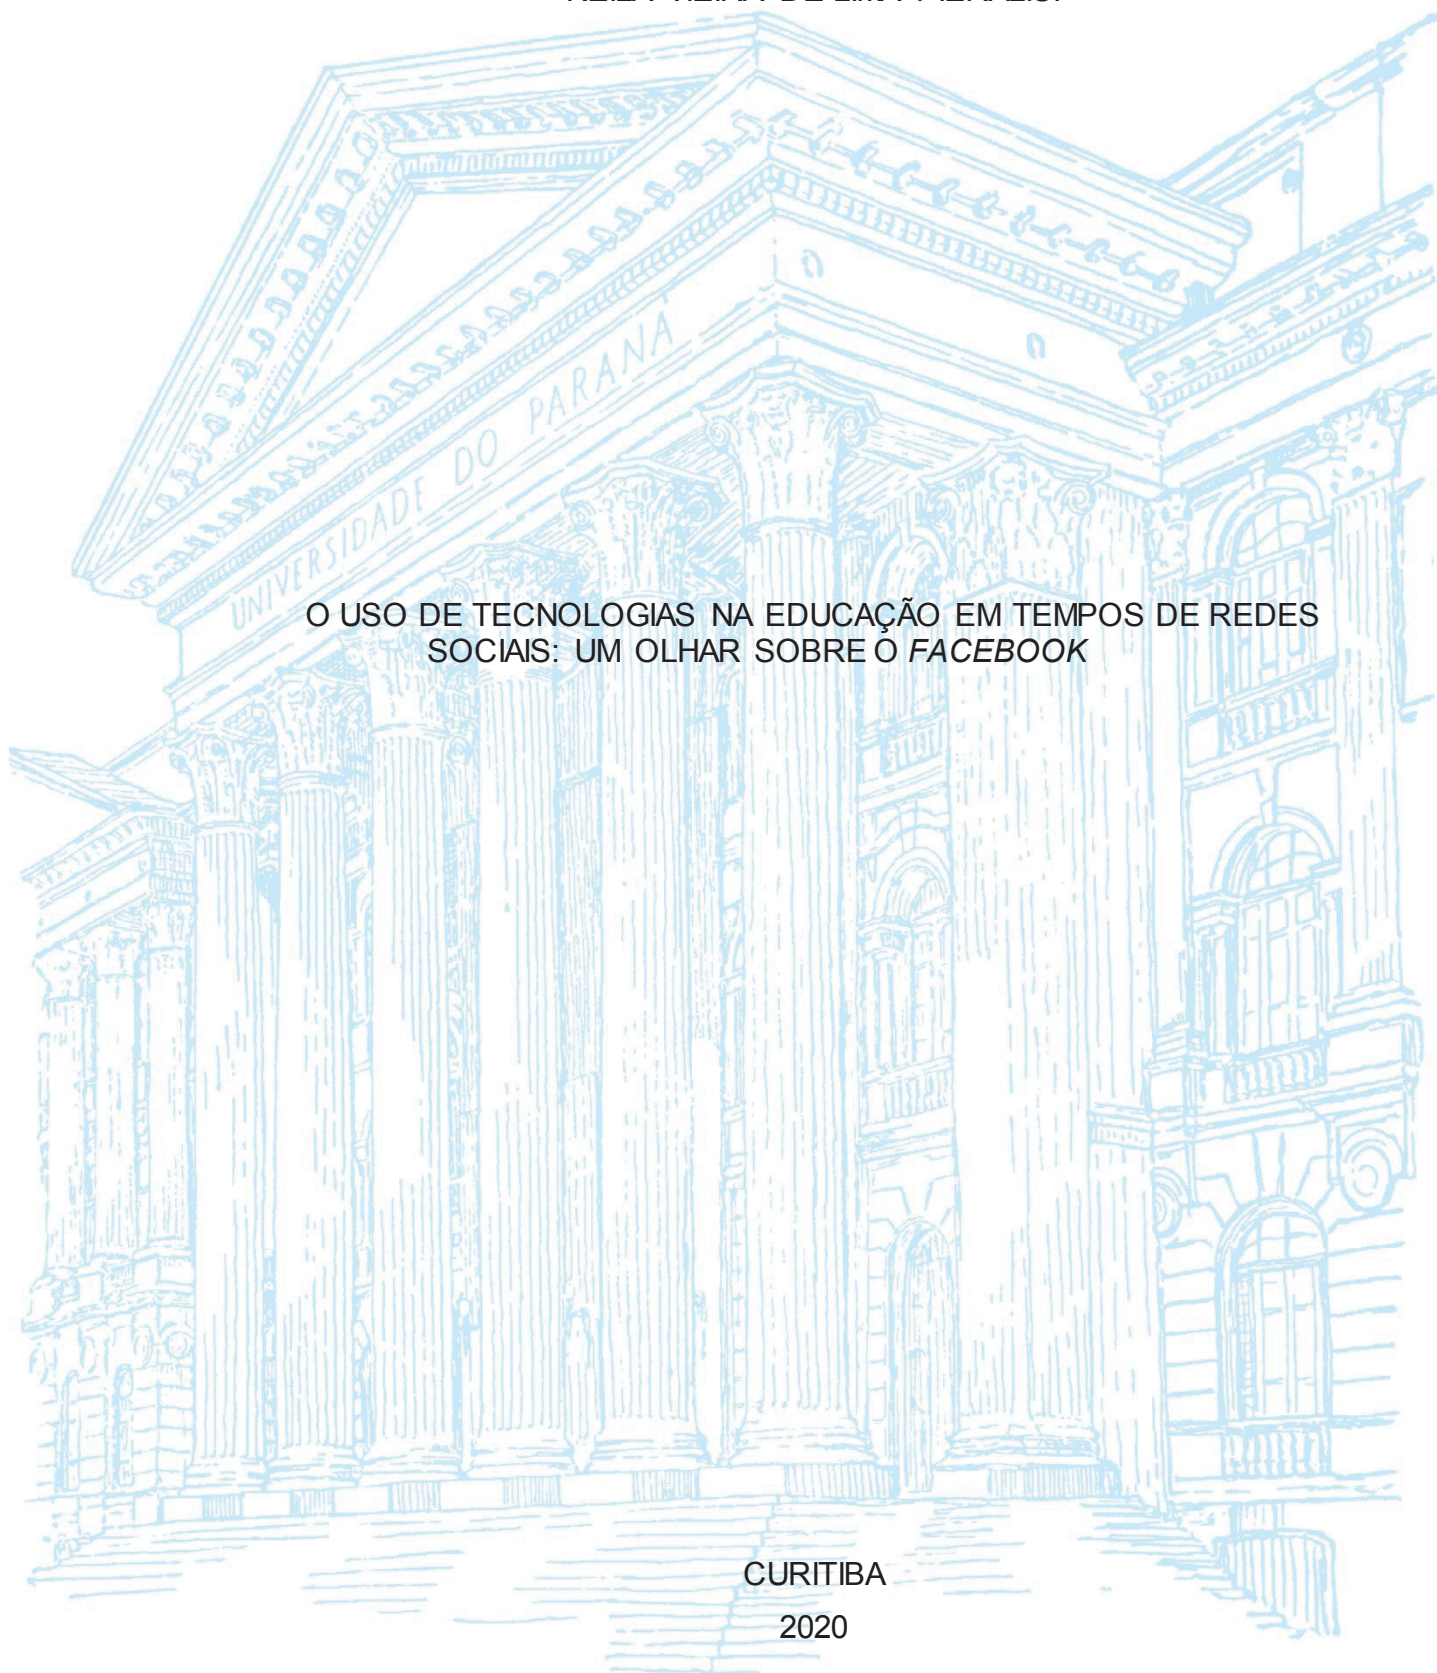 UNIVERSIDADE DO PARANÁ
O USO DE TECNOLOGIAS NA EDUCAÇÃO EM TEMPOS DE REDES
SOCIAIS: UM OLHAR SOBRE O FACEBOOK
CURITIBA
2020